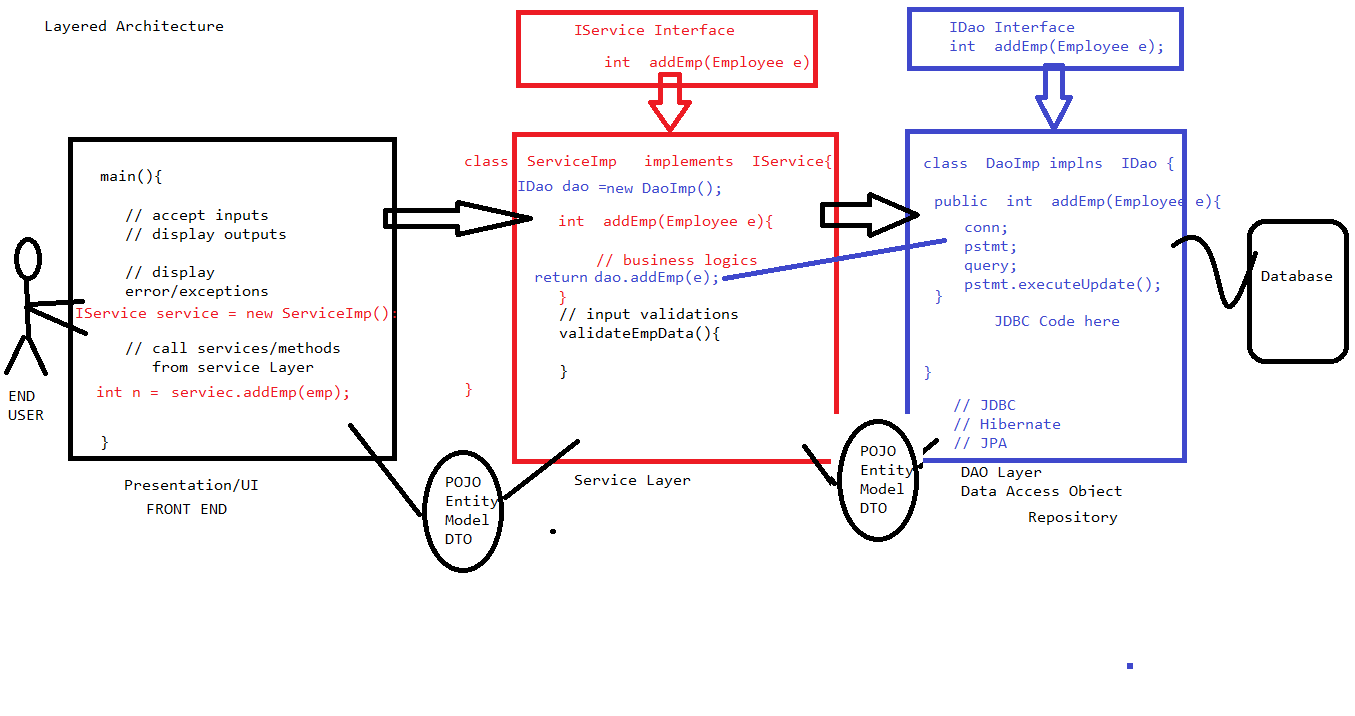 Layered Architecture
IService Interface
int addEmp(Employee e)
IDao Interface
int addEmp(Employee e);
main(){
// accept inputs
// display outputs
// display
error/exceptions
IService service = new ServiceImp();
// call services/methods
from service Layer
int n = serviec.addEmp(emp);
}
END
USER
Presentation/UI
FRONT END
POJO
Entity
Model
DTO
class ServiceImp implements IService{
IDao dao =new DaoImp();
int addEmp(Employee e){
// business logics
return dao.addEmp(e);
}
// input validations
validateEmpData(){
}
}
Service Layer
POJO
Entity
Model
DTO
class DaoImp implns IDao {
public int addEmp(Employee e){
conn;
pstmt;
query;
pstmt.executeUpdate();
}
JDBC Code here
}
// JDBC
// Hibernate
// JPA
DAO Layer
Data Access Object
Repository
Database